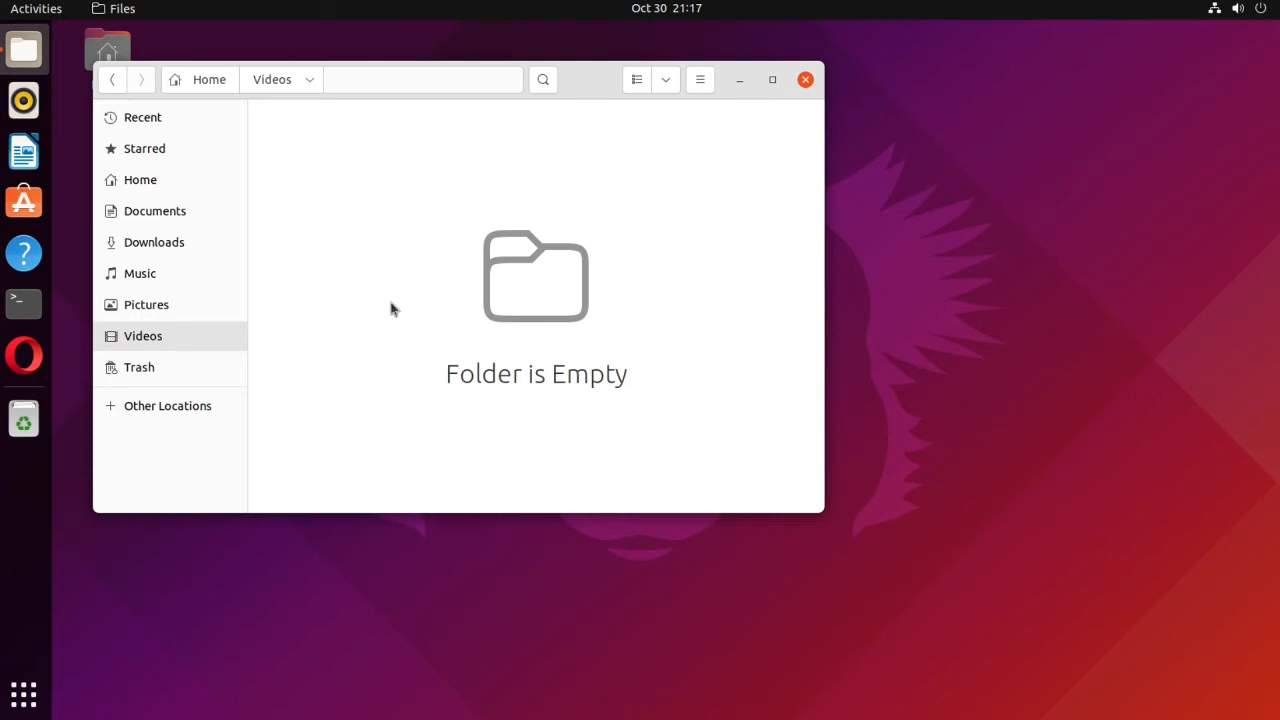 Activities
Files
Oct 30 21:17
Home
Videos
Recent
Starred
Home
Documents
Downloads
Music
Pictures
Videos
Trash
Other Locations
Folder is Empty